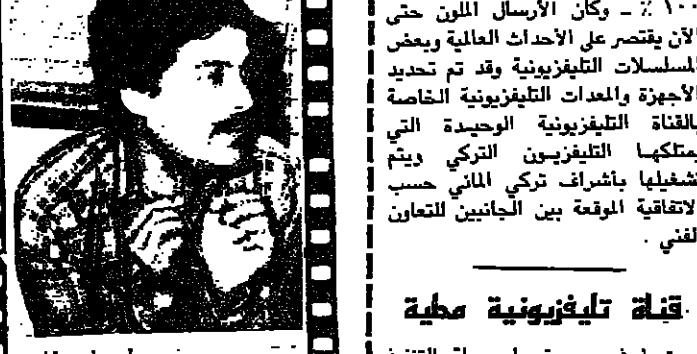 ١٠٠ ٪ ـ وكان الأرسال الملون حتى
الآن يقتصر على الأحداث العالمية وبعض
المسلسلات التليفزيونية وقد تم تحديد
الأجهزة والمعدات التليفزيونية الخاصة
بالقناة التليفزيونية الوحيدة التي
يمتلكها التليفزيون التركي ويتم
تشغيلها بأشراف تركي الماني حسب
الاتفاقية الموقعة بين الجانبين للتعاون
الفني .
قناة تليفزيونية محلية